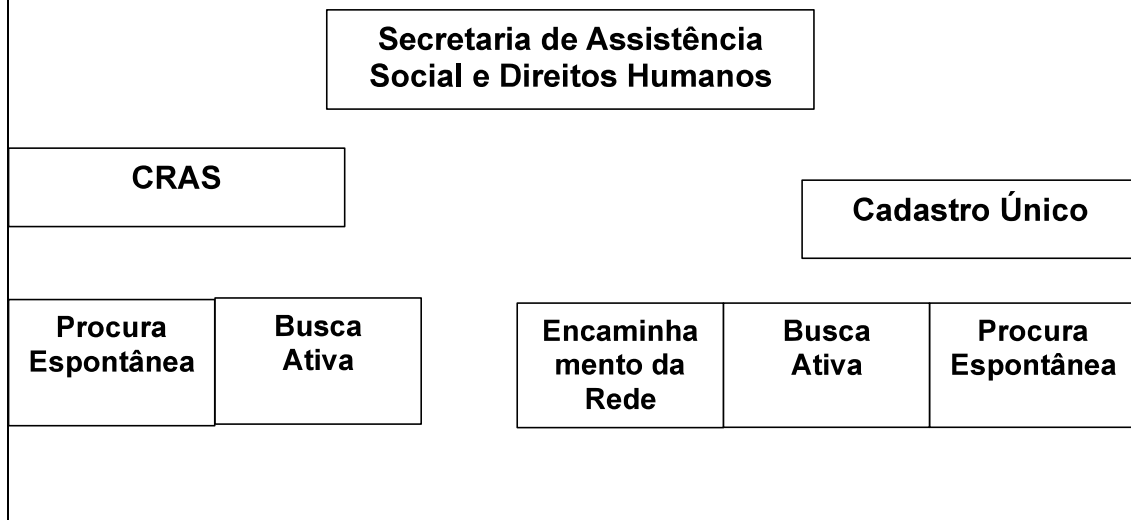 Secretaria de Assistência
Social e Direitos Humanos
CRAS
Cadastro Único
Procura
Espontânea
Busca
Ativa
Encaminha
mento da
Rede
Busca
Ativa
Procura
Espontânea